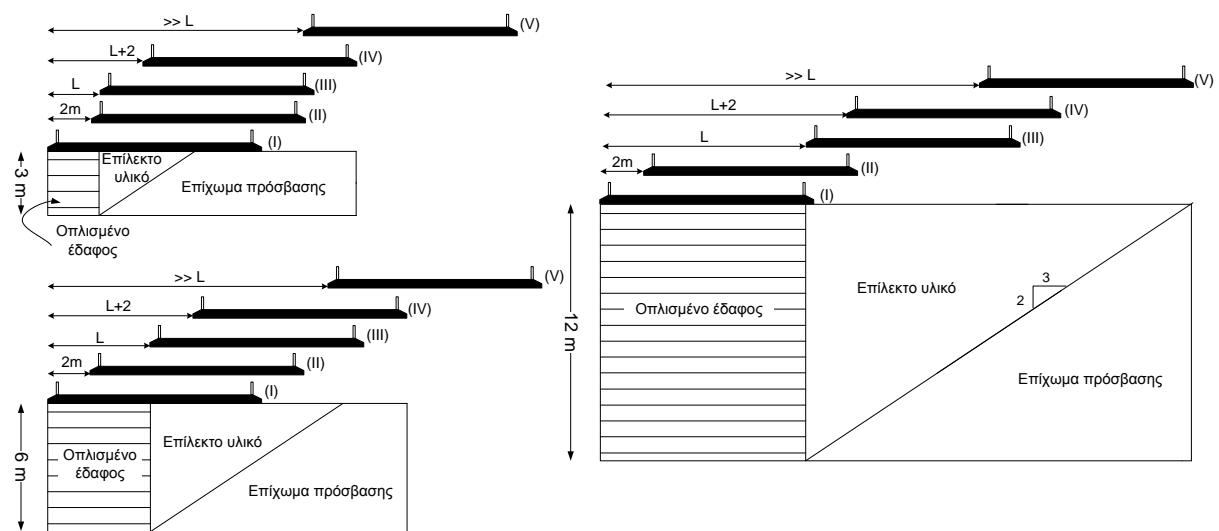 >> L
(V)
L+2
(IV)
L
(III)
2m
(II)
(I)
3 m
Επίλεκτο
υλικό
Επίχωμα πρόσβασης
Οπλισμένο
έδαφος
>> L
(V)
L+2
(IV)
L
(III)
2m
(II)
(I)
6 m
Οπλισμένο
έδαφος
Επίλεκτο υλικό
Επίχωμα πρόσβασης
>> L
(V)
L+2
(IV)
L
(III)
2m
(II)
(I)
12 m
Οπλισμένο έδαφος
Επίλεκτο υλικό
3
2
Επίχωμα πρόσβασης